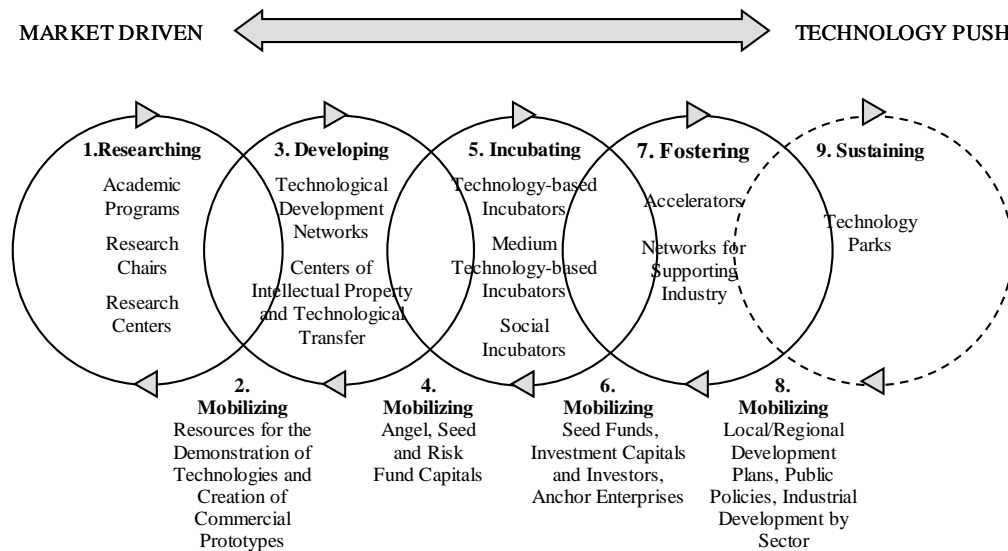 MARKET DRIVEN
TECHNOLOGY PUSH
1.Researching
Academic
Programs
Research
Chairs
Research
Centers
2.
Mobilizing
Resources for the
Demonstration of
Technologies and
Creation of
Commercial
Prototypes
3. Developing
Technological
Development
Networks
Centers of
Intellectual Property
and Technological
Transfer
4.
Mobilizing
Angel, Seed
and Risk
Fund Capitals
5. Incubating
Technology-based
Incubators
Medium
Technology-based
Incubators
Social
Incubators
6.
Mobilizing
Seed Funds,
Investment Capitals
and Investors,
Anchor Enterprises
7. Fostering
Accelerators
Networks for
Supporting
Industry
8.
Mobilizing
Local/Regional
Development
Plans, Public
Policies, Industrial
Development by
Sector
9. Sustaining
Technology
Parks